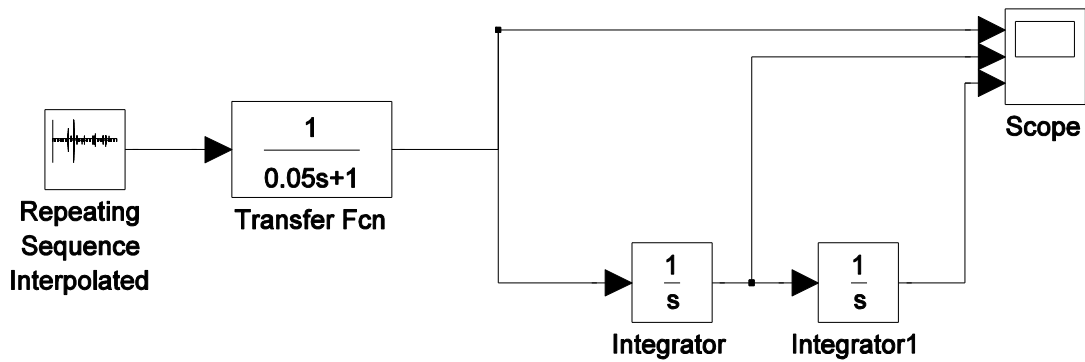 Repeating
Sequence
Interpolated
1
0.05s+1
Transfer Fcn
1
s
Integrator
1
s
Integrator1
Scope